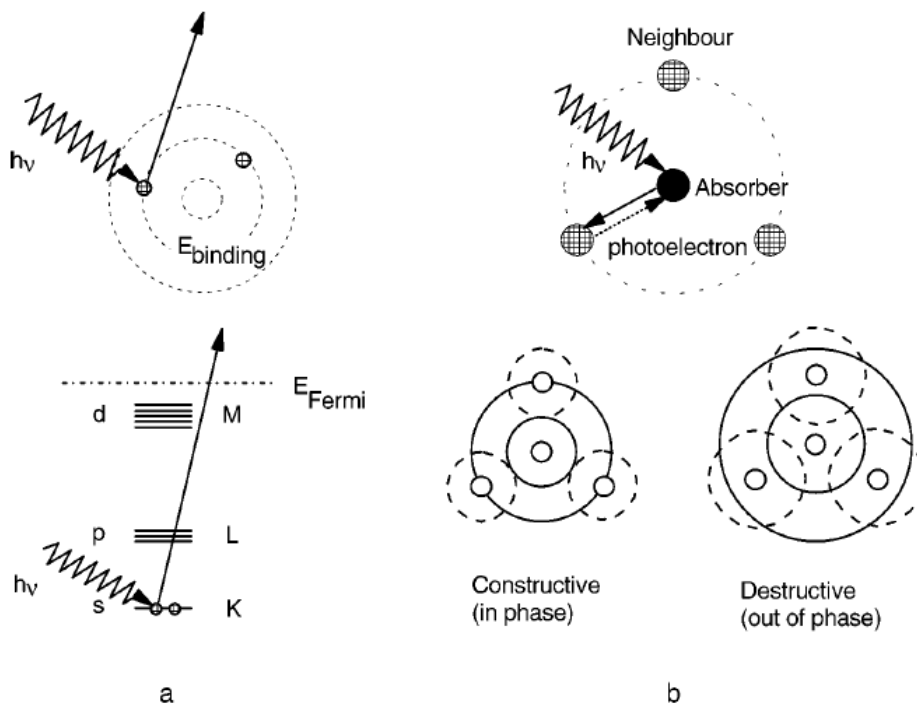 hν
E binding
Neighbour
hν
Absorber
photoelectron
E Fermi
d M
p L
hν
s K
Constructive
(in phase)
Destructive
(out of phase)
a
b